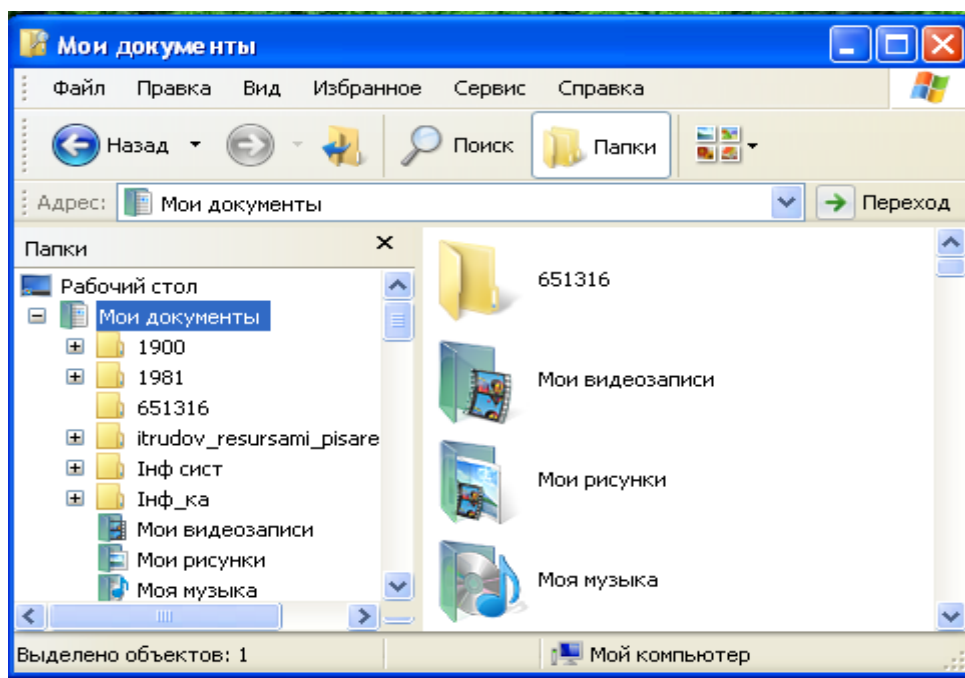 Мои документы
Файл Правка Вид Избранное Сервис Справка
Назад Поиск Папки
Адрес: Мои документы Переход
Папки
Рабочий стол
Мои документы
1900
1981
651316
itrudov_resursami_pisare
Інф сист
Інф_ка
Мои видеозаписи
Мои рисунки
Моя музыка
651316
Мои видеозаписи
Мои рисунки
Моя музыка
Выделено объектов: 1 Мой компьютер